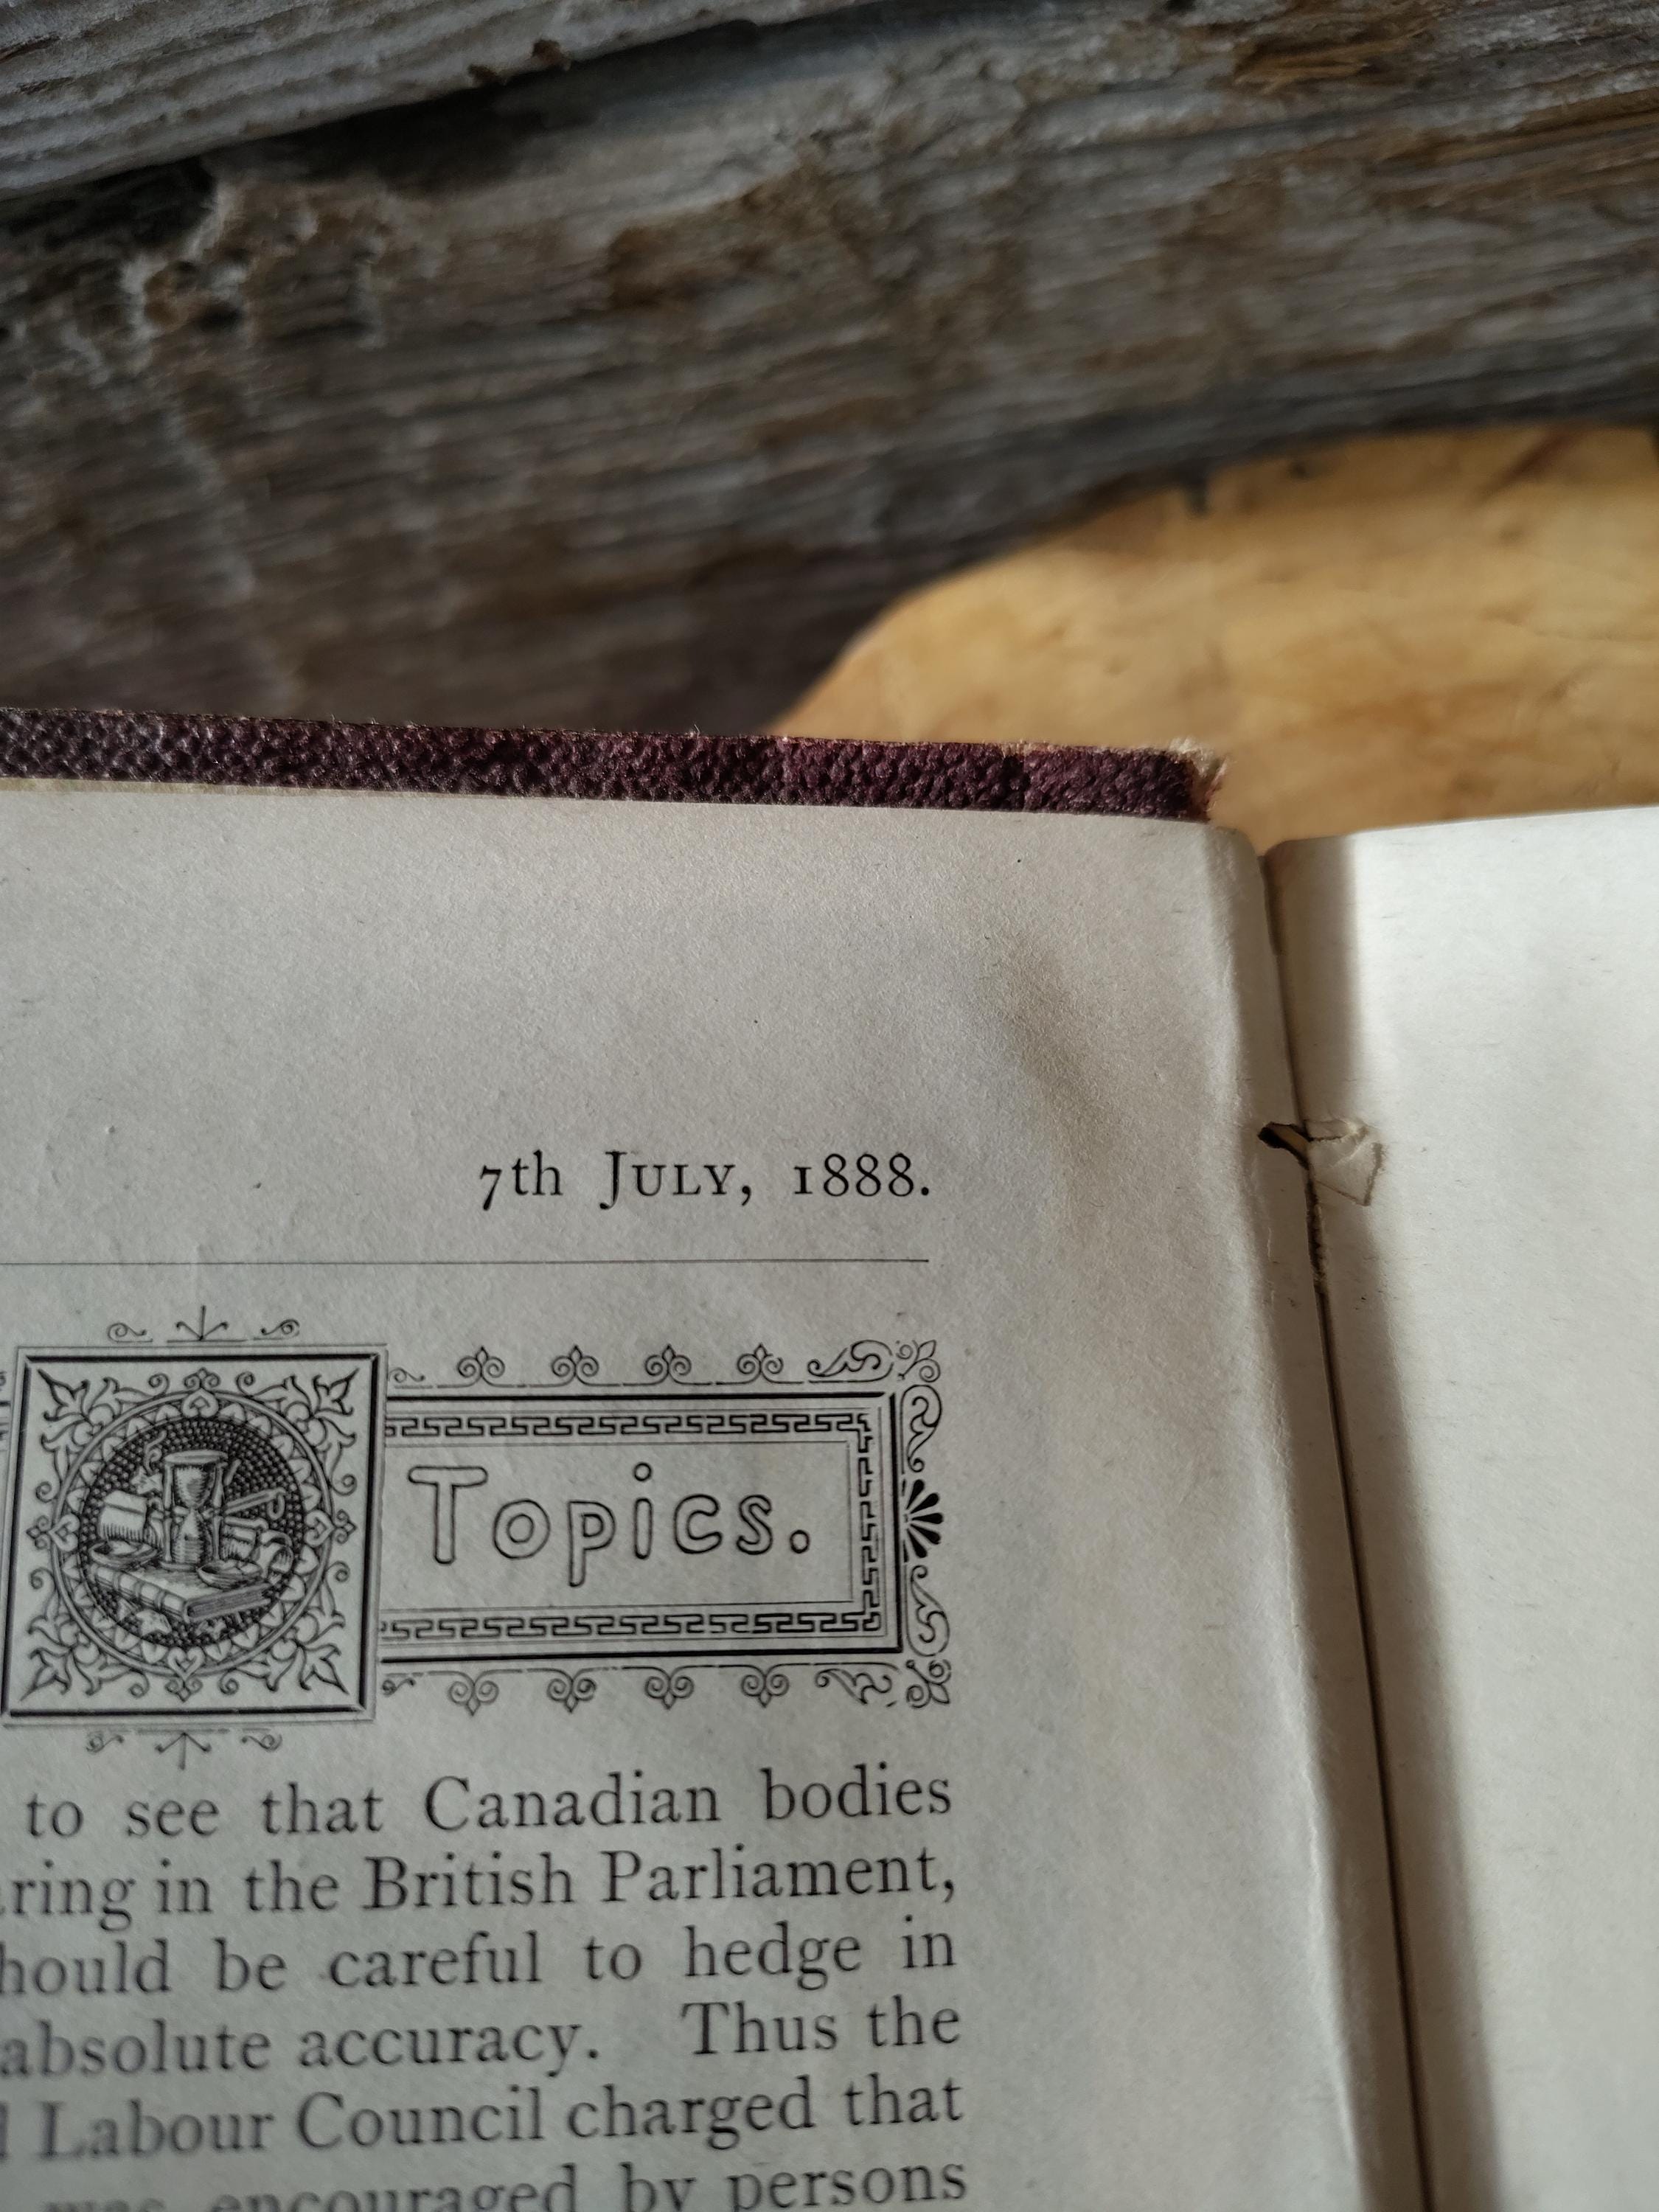 7th JULY, 1888.
Topics.
to see that Canadian bodies
ring in the British Parliament,
hould be careful to hedge in
absolute accuracy. Thus the
Labour Council charged that
was encouraged by persons